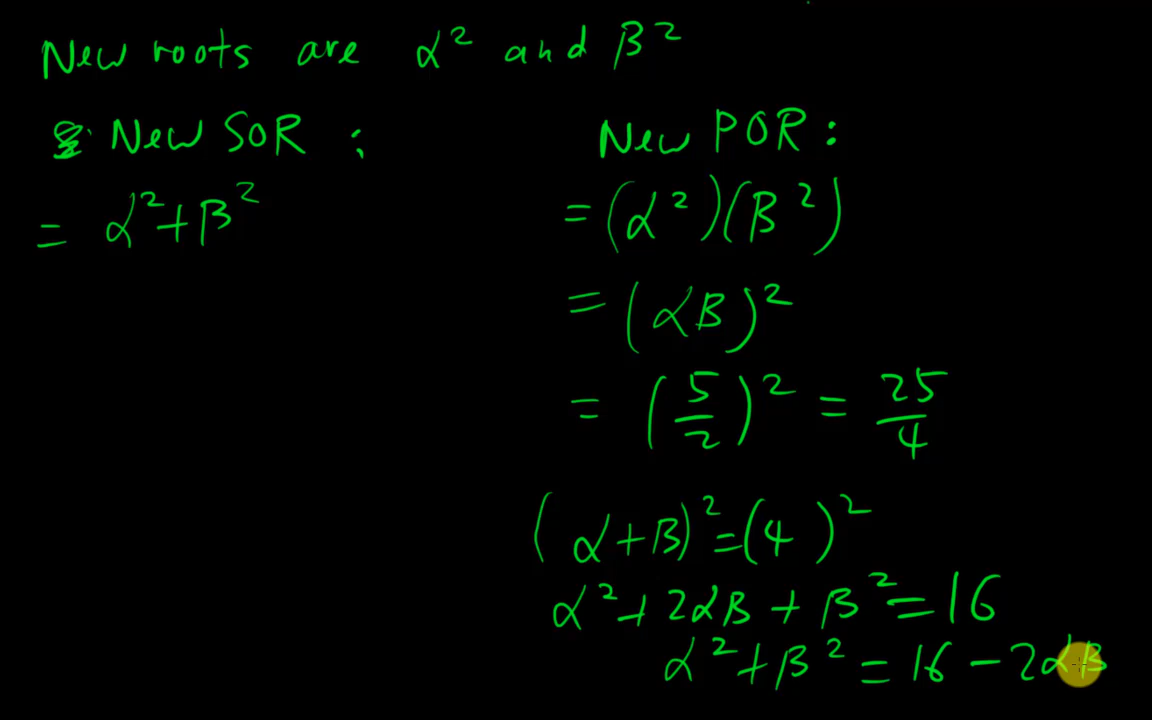 New roots are α² and β²
New SOR :
= α² + β²
New POR :
= (α²)(β²)
= (αβ)²
= (5/2)² = 25/4
(α + β)² = (4)²
α² + 2αβ + β² = 16
α² + β² = 16 − 2αβ